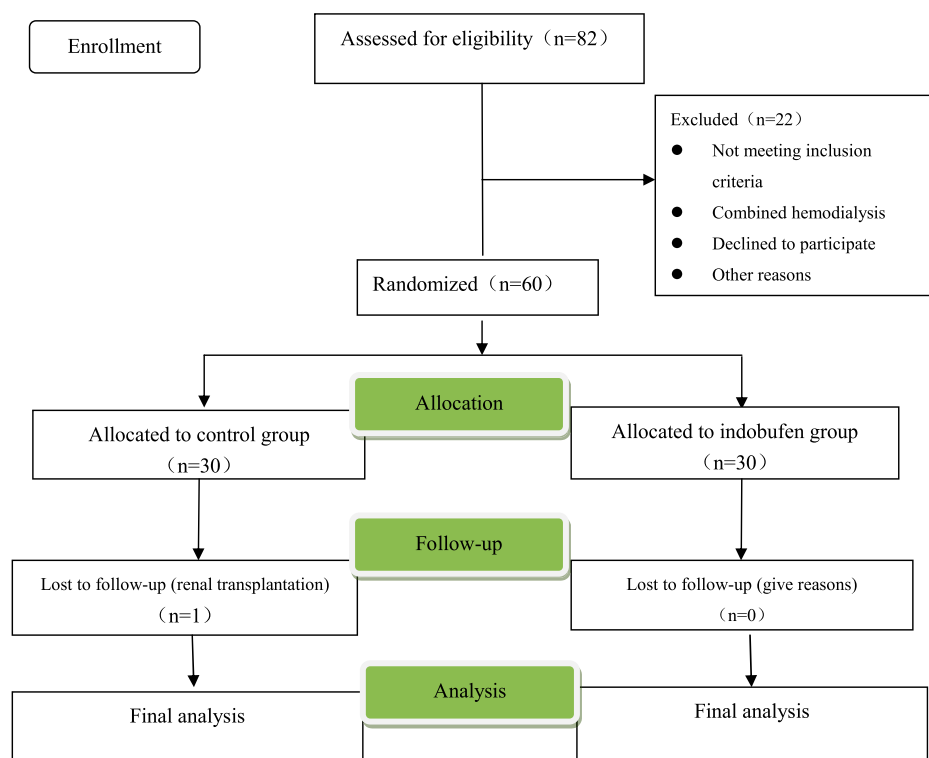 Enrollment
Assessed for eligibility（n=82）
Excluded（n=22）
● Not meeting inclusion
criteria
● Combined hemodialysis
● Declined to participate
● Other reasons
Randomized（n=60）
Allocation
Allocated to control group
（n=30）
Allocated to indobufen group
（n=30）
Follow-up
Lost to follow-up (renal transplantation)
（n=1）
Lost to follow-up (give reasons)
（n=0）
Analysis
Final analysis
Final analysis